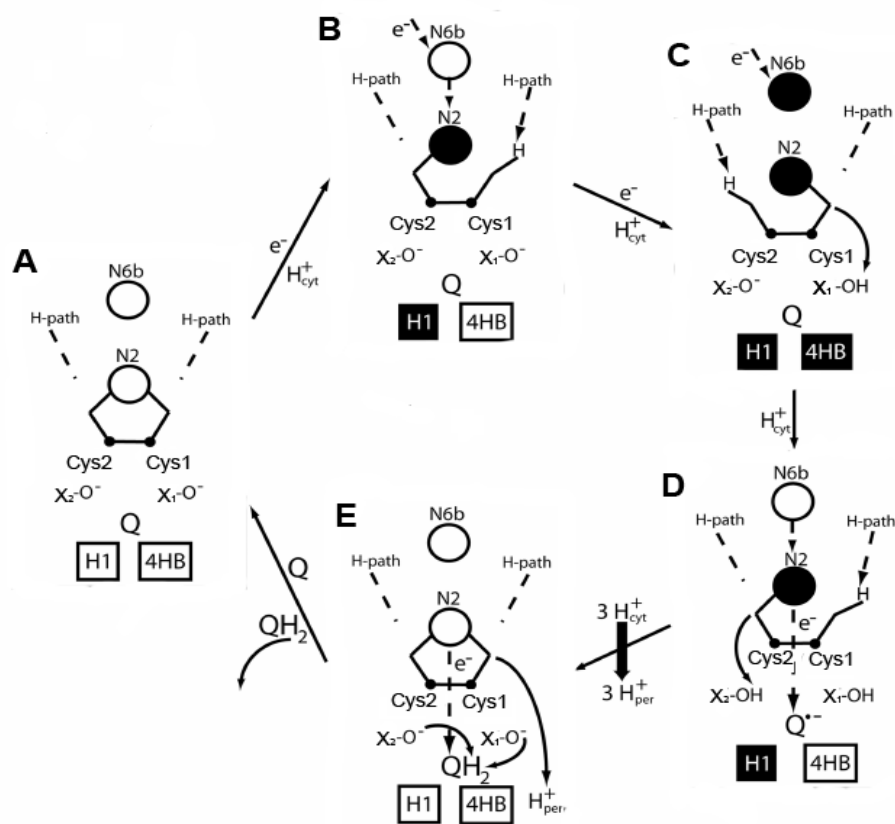 B
e⁻
N6b
H-path
H-path
N2
H
Cys2
Cys1
X₂-O⁻
X₁-O⁻
Q
H1
4HB
e⁻
H⁺cyt
C
e⁻
N6b
H-path
H-path
N2
H
Cys2
Cys1
X₂-O⁻
X₁-OH
Q
H1
4HB
e⁻
H⁺cyt
A
N6b
H-path
H-path
N2
Cys2
Cys1
X₂-O⁻
X₁-O⁻
Q
H1
4HB
H⁺cyt
D
N6b
H-path
H-path
N2
H
e⁻
Cys2
Cys1
X₂-OH
X₁-OH
Q•⁻
H1
4HB
3 H⁺cyt
3 H⁺per
E
N6b
H-path
H-path
N2
e⁻
Cys2
Cys1
X₂-O⁻
X₁-O⁻
QH₂
H1
4HB
H⁺per,
Q
QH₂